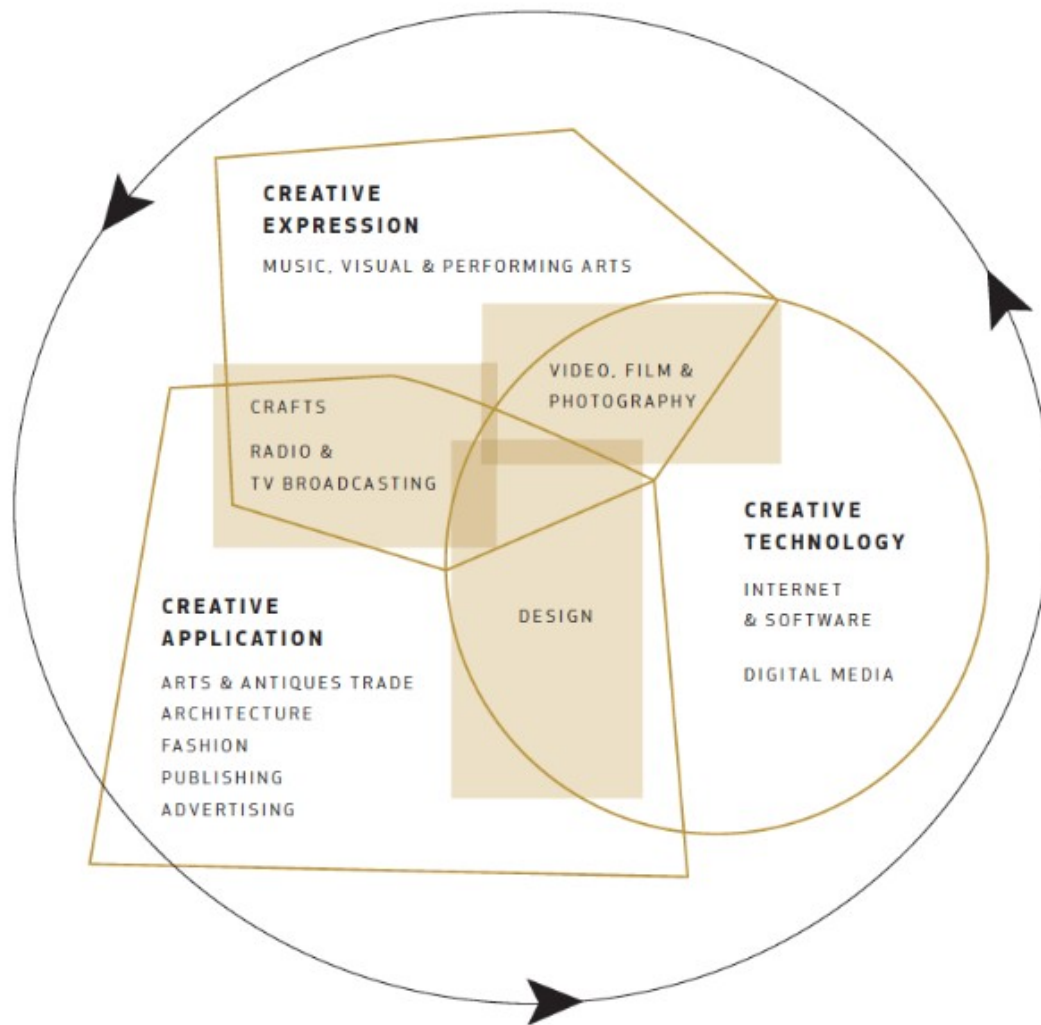 CREATIVE
EXPRESSION
MUSIC, VISUAL & PERFORMING ARTS
VIDEO, FILM &
PHOTOGRAPHY
CRAFTS
RADIO &
TV BROADCASTING
CREATIVE
TECHNOLOGY
INTERNET
& SOFTWARE
DIGITAL MEDIA
DESIGN
CREATIVE
APPLICATION
ARTS & ANTIQUES TRADE
ARCHITECTURE
FASHION
PUBLISHING
ADVERTISING